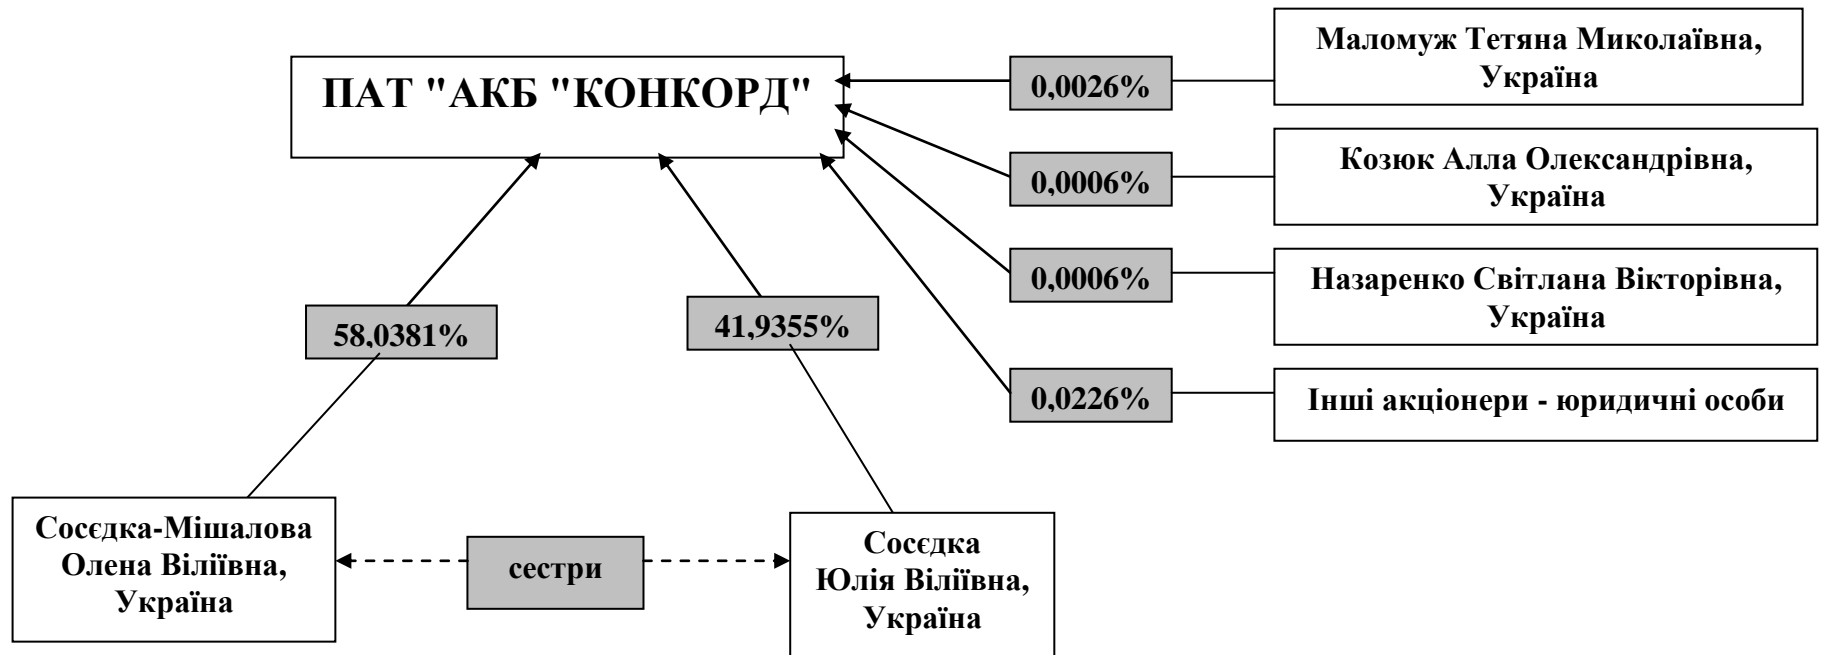 ПАТ "АКБ "КОНКОРД"
0,0026%
Маломуж Тетяна Миколаївна,
Україна
0,0006%
Козюк Алла Олександрівна,
Україна
0,0006%
Назаренко Світлана Вікторівна,
Україна
0,0226%
Інші акціонери - юридичні особи
58,0381%
41,9355%
Сосєдка-Мішалова
Олена Віліївна,
Україна
сестри
Сосєдка
Юлія Віліївна,
Україна